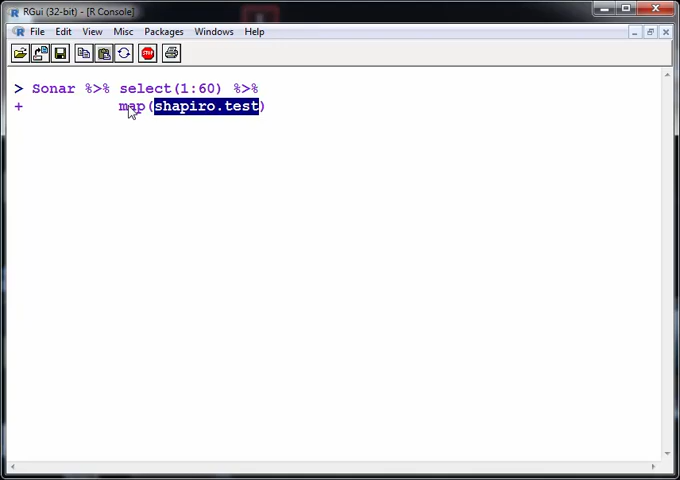 RGui (32-bit) - [R Console]
File Edit View Misc Packages Windows Help
> Sonar %>% select(1:60) %>%
+ map(shapiro.test)